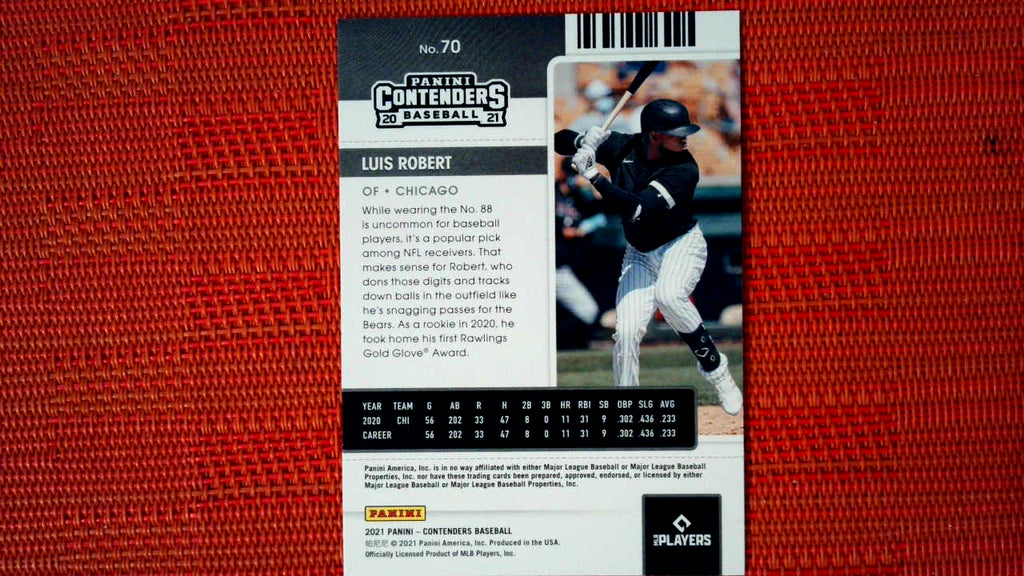 No. 70
PANINI
CONTENDERS
20 BASEBALL 21
LUIS ROBERT
OF • CHICAGO
While wearing the No. 88
is uncommon for baseball
players, it's a popular pick
among NFL receivers. That
makes sense for Robert, who
dons those digits and tracks
down balls in the outfield like
he's snagging passes for the
Bears. As a rookie in 2020, he
took home his first Rawlings
Gold Glove® Award.
YEAR TEAM G AB R H 2B 3B HR RBI SB OBP SLG AVG
2020 CHI 56 202 33 47 8 0 11 31 9 .302 .436 .233
CAREER 56 202 33 47 8 0 11 31 9 .302 .436 .233
Panini America, Inc. is in no way affiliated with either Major League Baseball or Major League Baseball
Properties, Inc. nor have these trading cards been prepared, approved, endorsed, or licensed by either
Major League Baseball or Major League Baseball Properties, Inc.
PANINI
2021 PANINI – CONTENDERS BASEBALL
帕尼尼 © 2021 Panini America, Inc. Produced in the USA.
Officially Licensed Product of MLB Players, Inc.
MLB PLAYERS